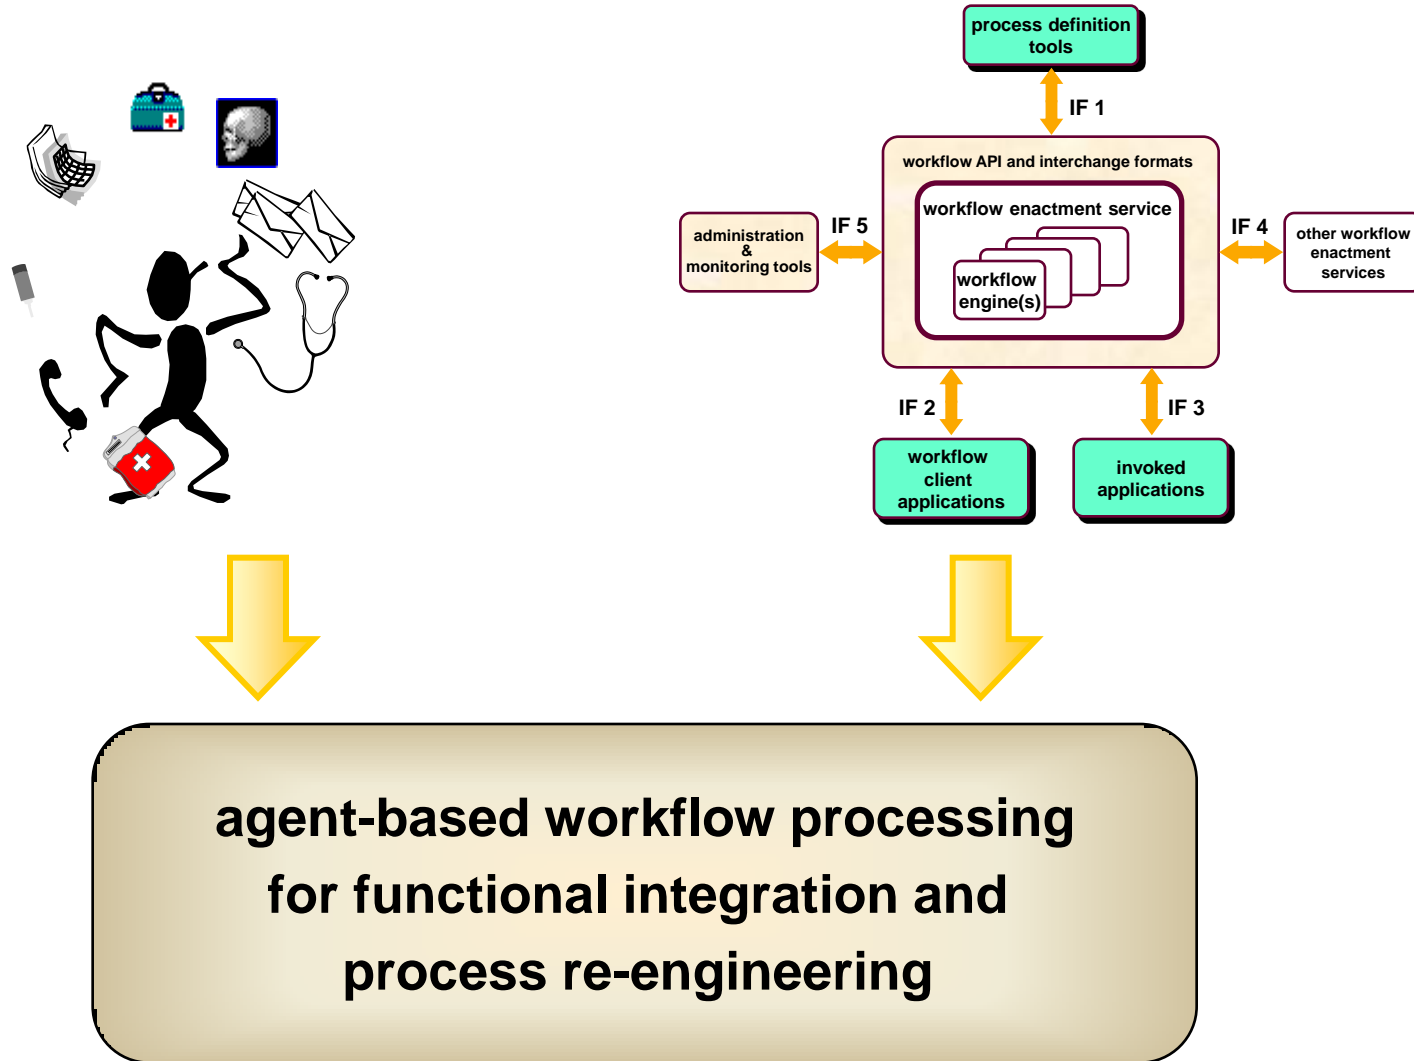 process definition
tools
IF 1
workflow API and interchange formats
workflow enactment service
workflow
engine(s)
IF 5
administration
&
monitoring tools
IF 4
other workflow
enactment
services
IF 2
IF 3
workflow
client
applications
invoked
applications
agent-based workflow processing
for functional integration and
process re-engineering